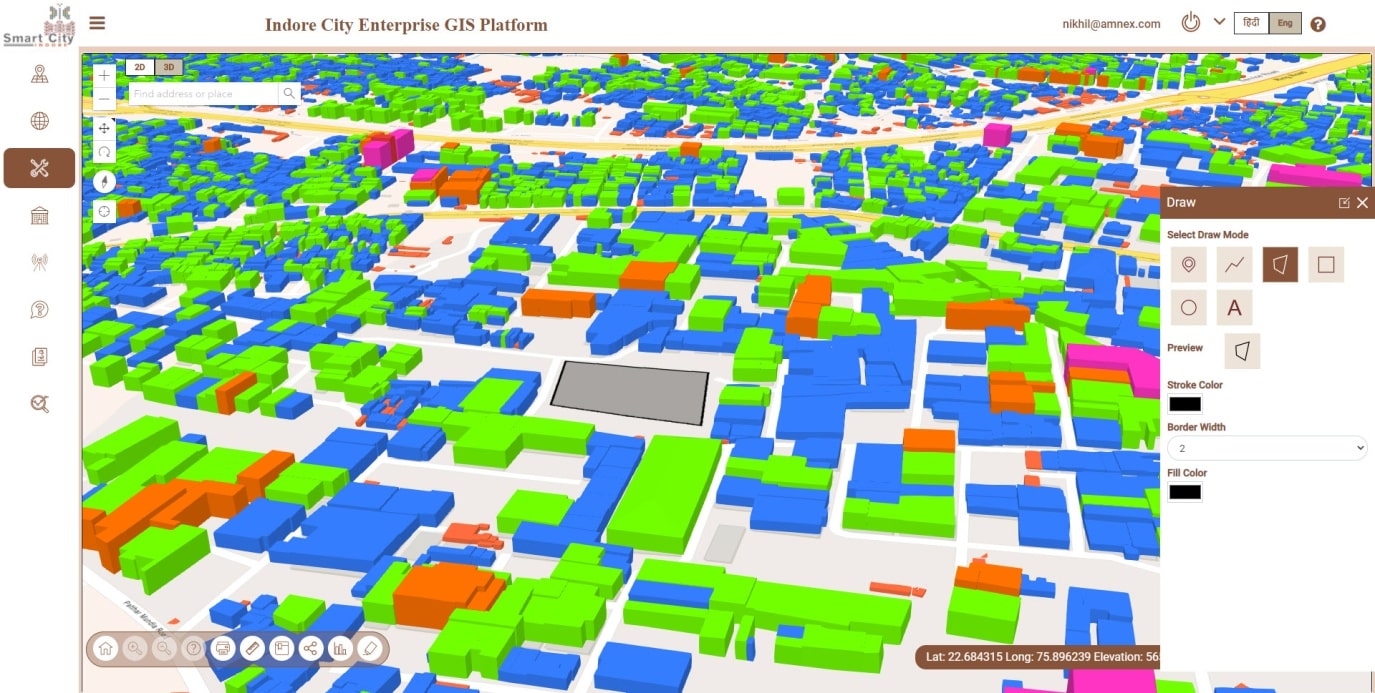 Smart City
INDORE
Indore City Enterprise GIS Platform
nikhil@amnex.com
हिंदी
Eng
?
2D
3D
Find address or place
Draw
Select Draw Mode
A
Preview
Stroke Color
Border Width
2
Fill Color
Lat: 22.684315 Long: 75.896239 Elevation: 56